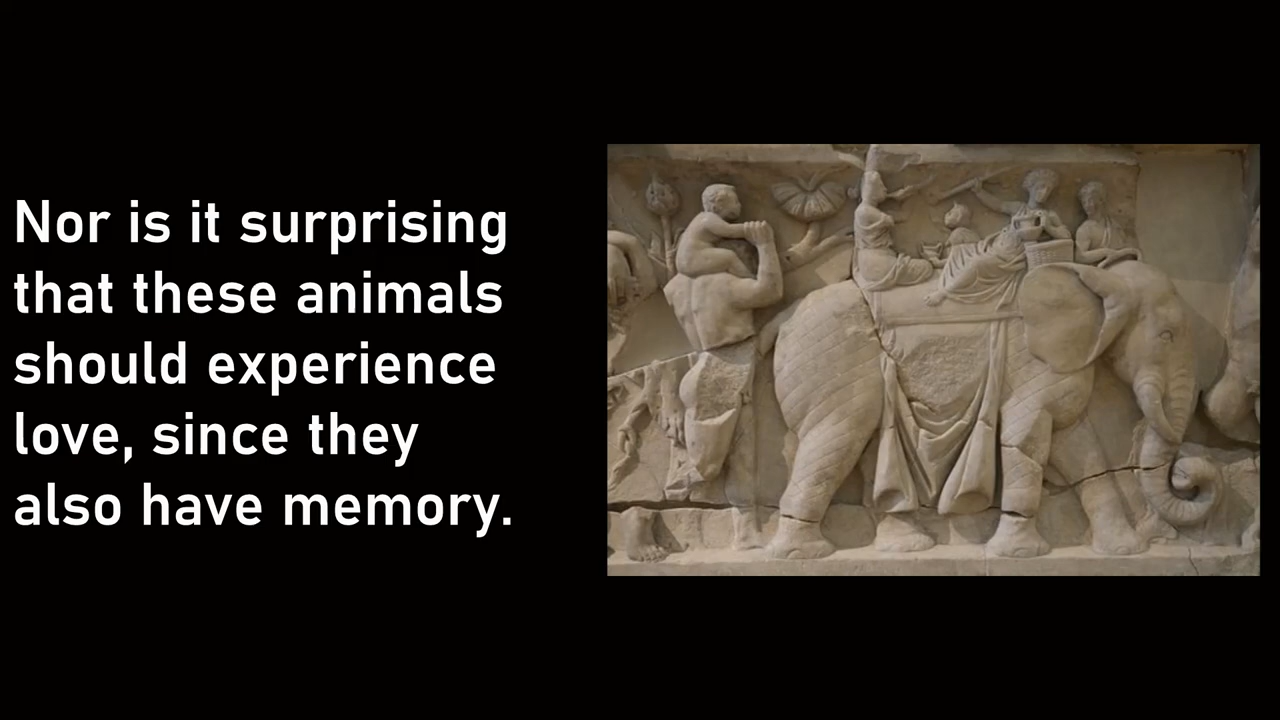 Nor is it surprising
that these animals
should experience
love, since they
also have memory.